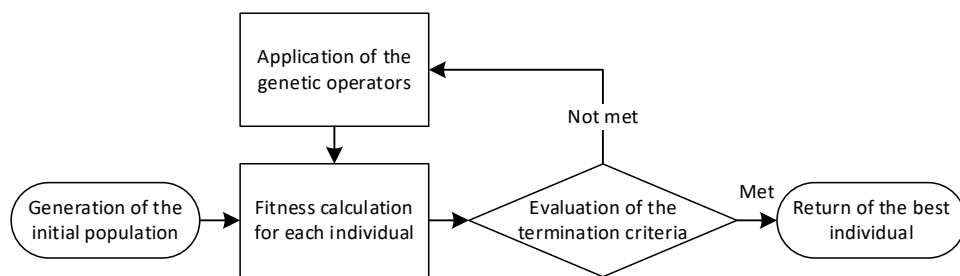 Application of the
genetic operators
Not met
Generation of the
initial population
Fitness calculation
for each individual
Evaluation of the
termination criteria
Met
Return of the best
individual